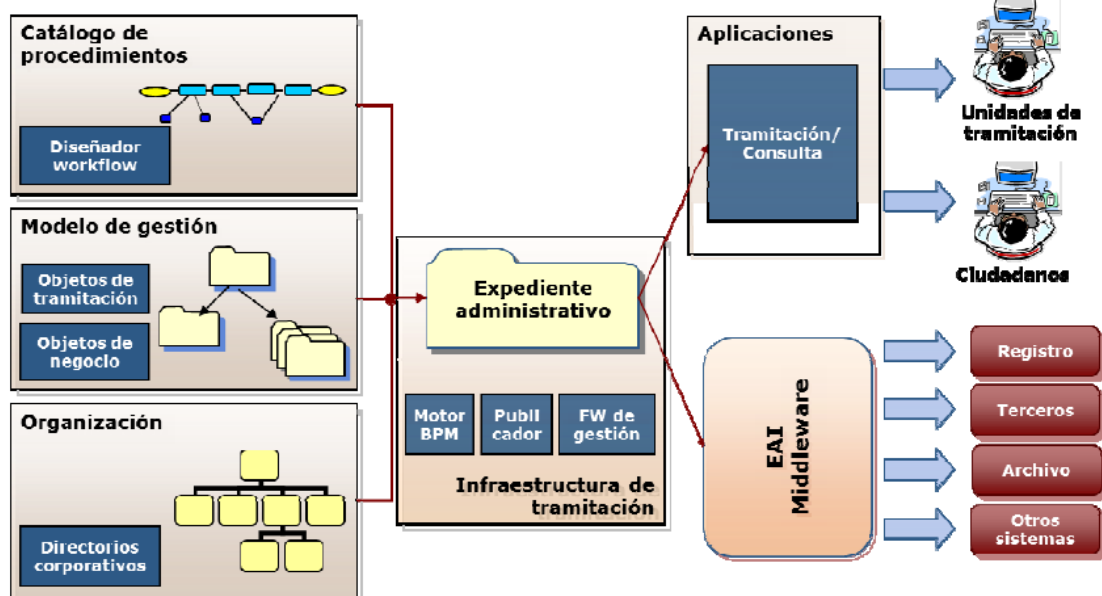 Catálogo de
procedimientos
Diseñador
workflow
Modelo de gestión
Objetos de
tramitación
Objetos de
negocio
Organización
Directorios
corporativos
Expediente
administrativo
Motor
BPM
Publi
cador
FW de
gestión
Infraestructura de
tramitación
Aplicaciones
Tramitación/
Consulta
Unidades de
tramitación
Ciudadanos
EAI
Middleware
Registro
Terceros
Archivo
Otros
sistemas